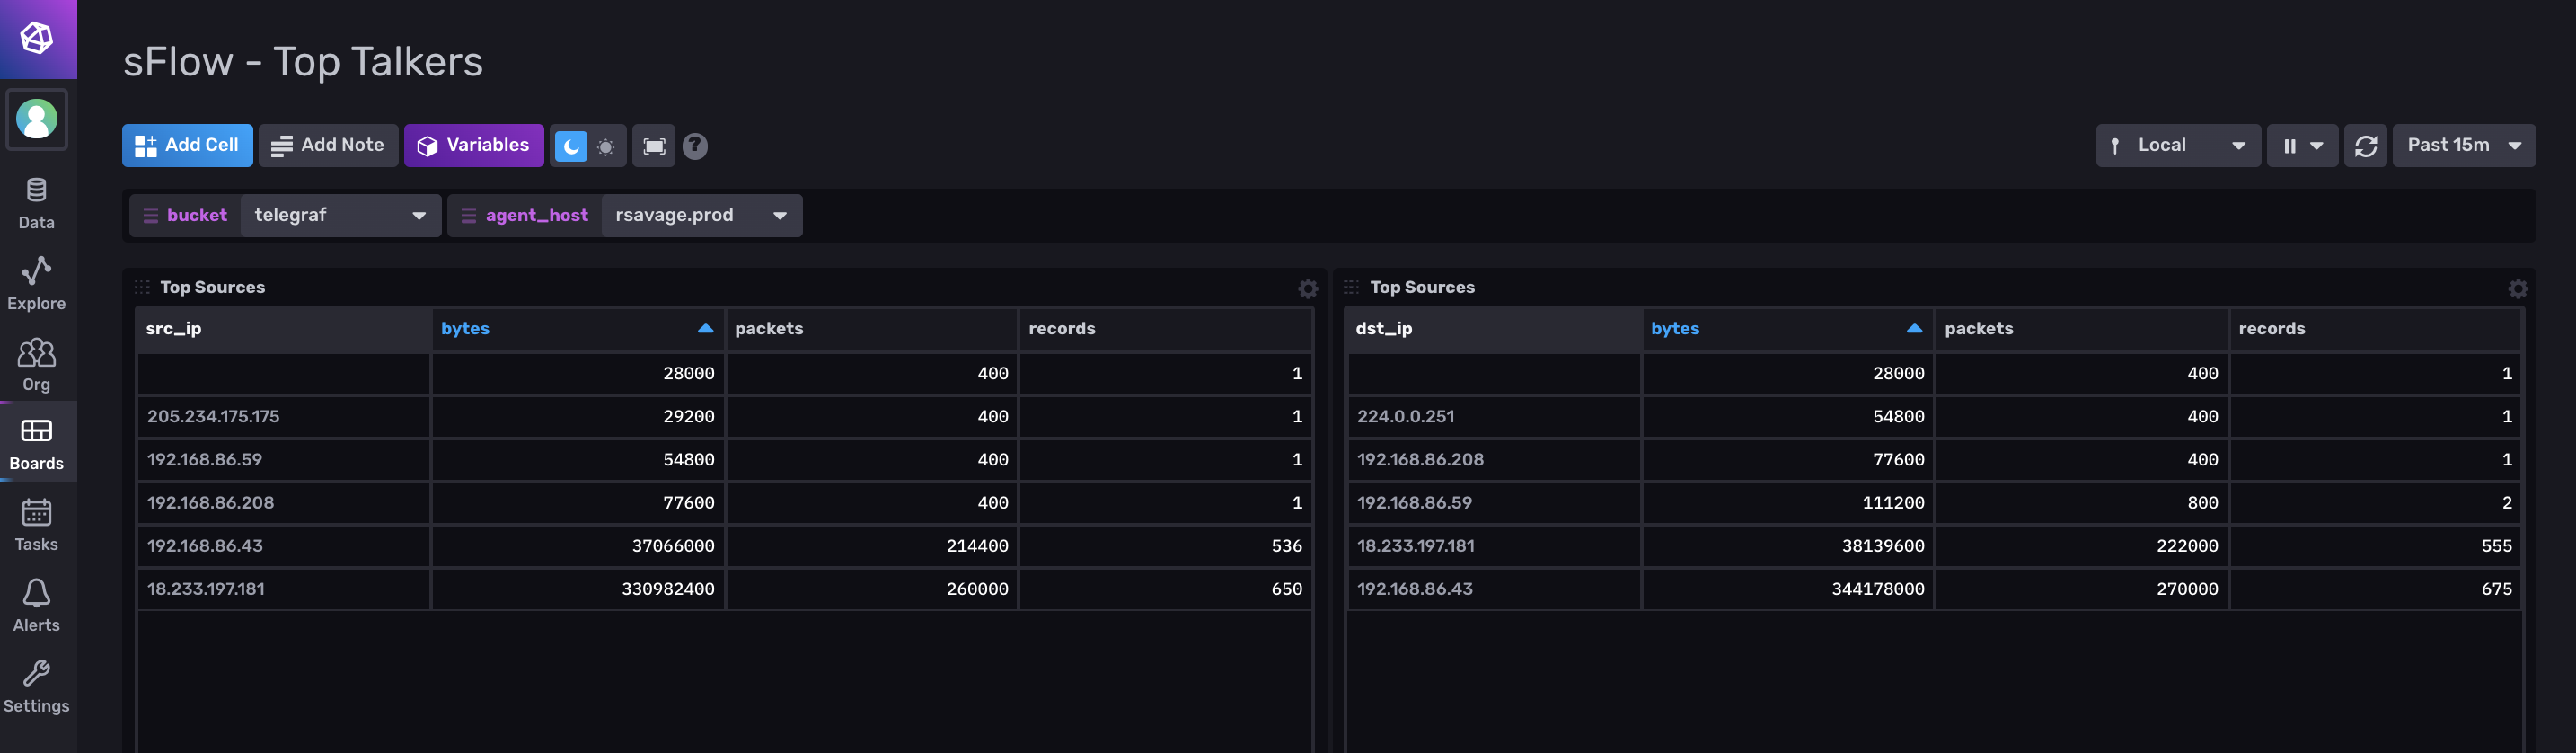 sFlow - Top Talkers
Add Cell Add Note Variables ? Local Past 15m
bucket telegraf agent_host rsavage.prod
Data
Explore
Org
Boards
Tasks
Alerts
Settings
Top Sources
src_ip bytes packets records
28000 400 1
205.234.175.175 29200 400 1
192.168.86.59 54800 400 1
192.168.86.208 77600 400 1
192.168.86.43 37066000 214400 536
18.233.197.181 330982400 260000 650
Top Sources
dst_ip bytes packets records
28000 400 1
224.0.0.251 54800 400 1
192.168.86.208 77600 400 1
192.168.86.59 111200 800 2
18.233.197.181 38139600 222000 555
192.168.86.43 344178000 270000 675